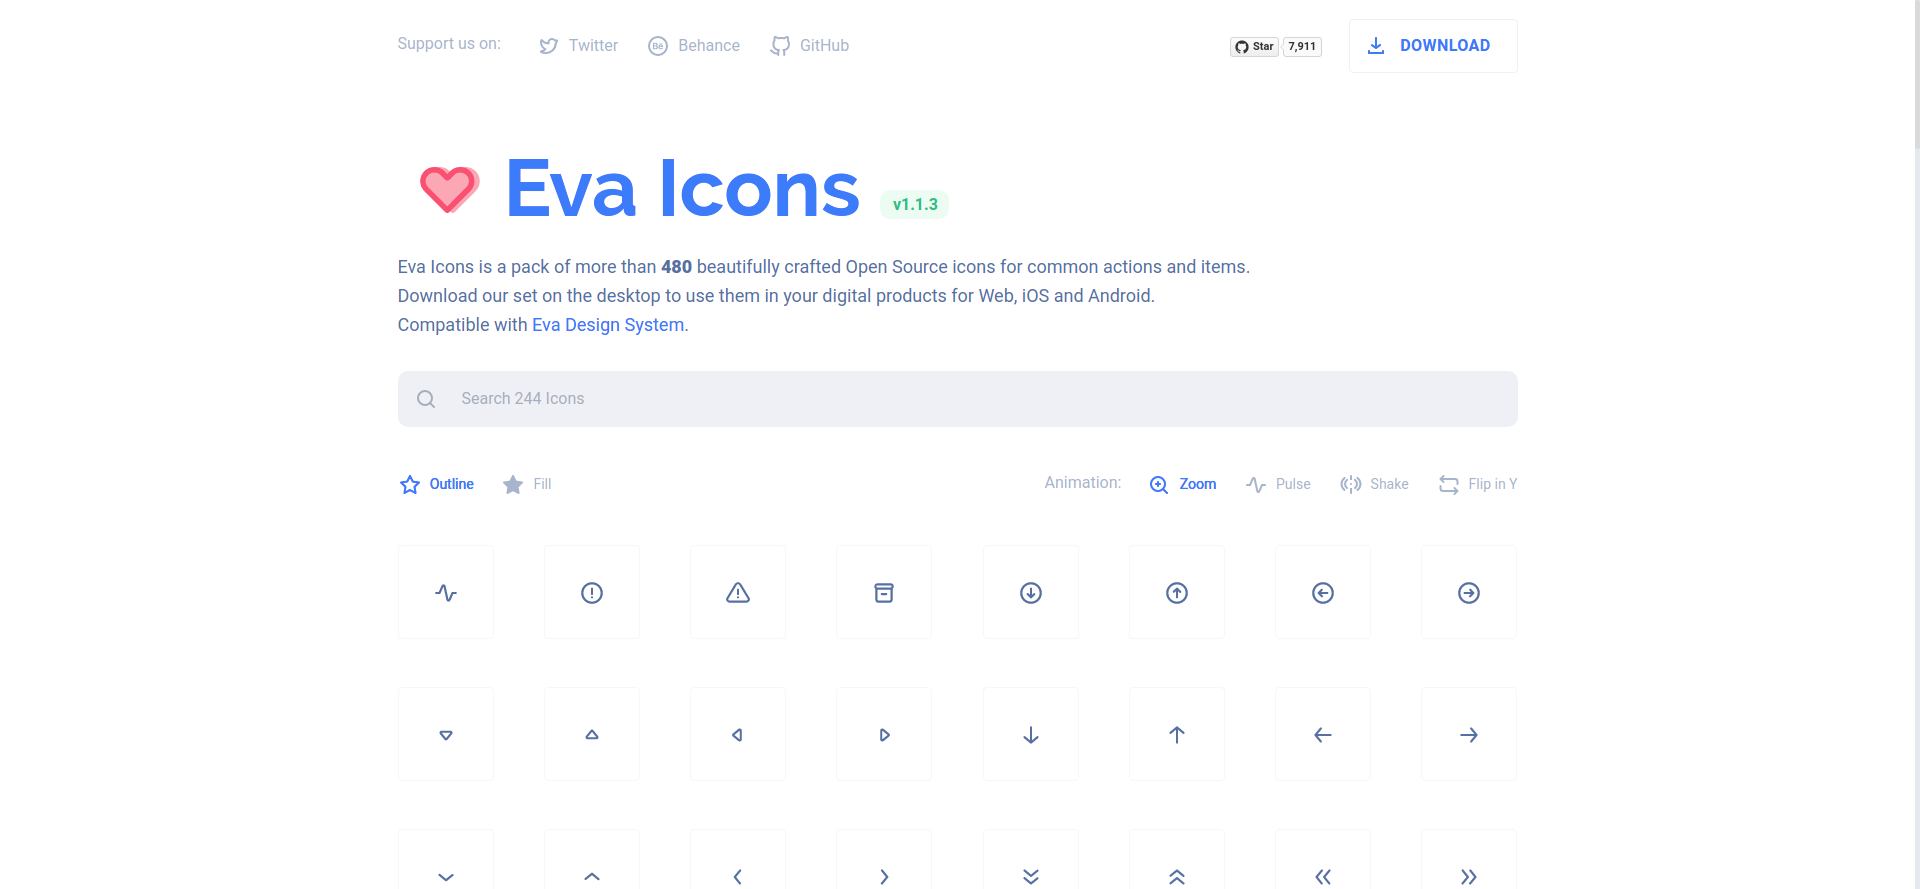 Support us on:
Twitter
Behance
GitHub
Star
7,911
DOWNLOAD
Eva Icons
v1.1.3
Eva Icons is a pack of more than 480 beautifully crafted Open Source icons for common actions and items.
Download our set on the desktop to use them in your digital products for Web, iOS and Android.
Compatible with Eva Design System.
Search 244 Icons
Outline
Fill
Animation:
Zoom
Pulse
Shake
Flip in Y